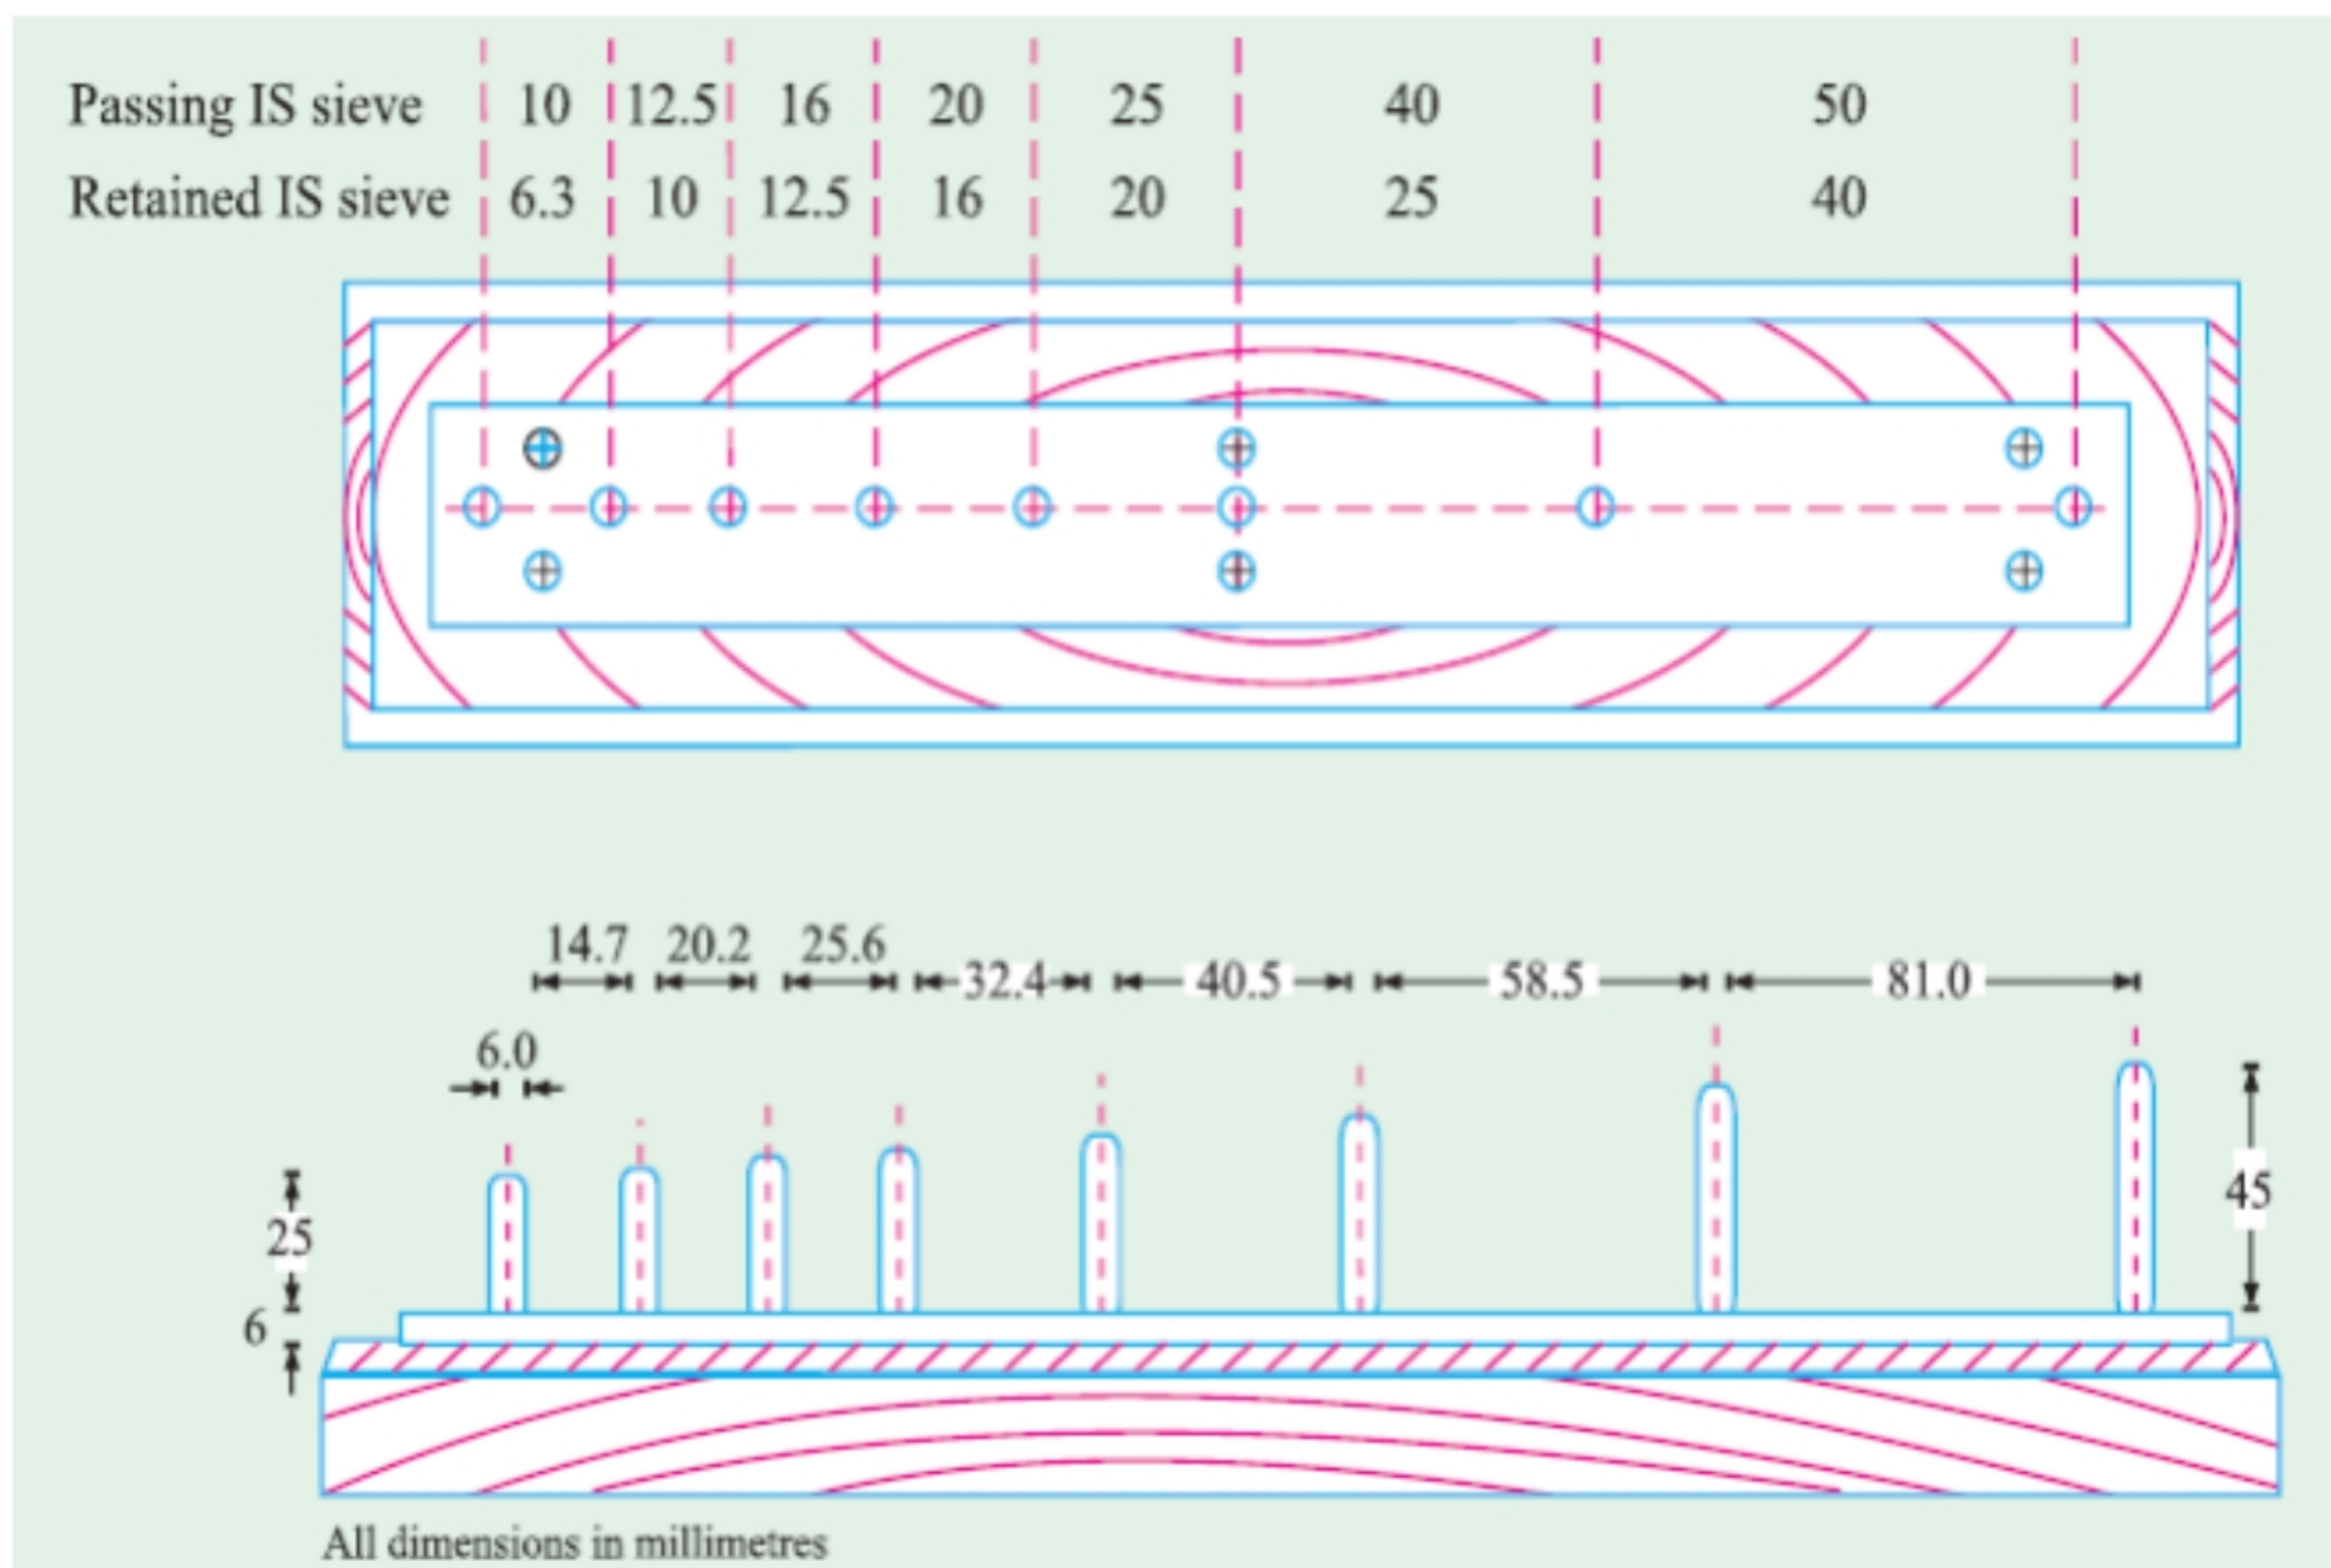 Passing IS sieve 10 12.5 16 20 25 40 50
Retained IS sieve 6.3 10 12.5 16 20 25 40
14.7 20.2 25.6 32.4 40.5 58.5 81.0
6.0
25
45
6
All dimensions in millimetres